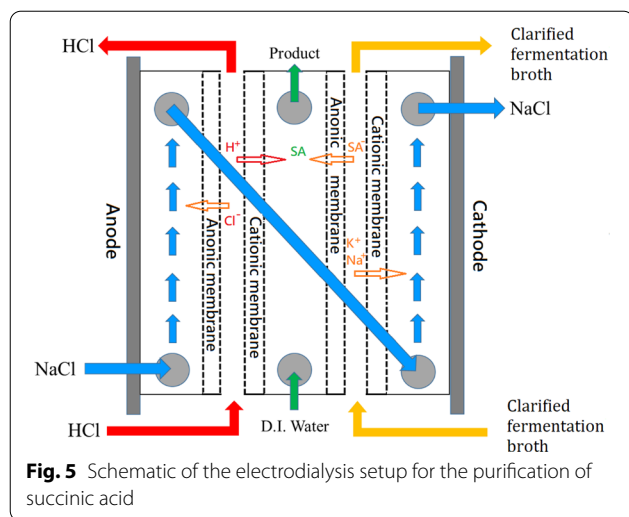 HCl
Product
Clarified
fermentation
broth
NaCl
H+
SA
SA-
Cl-
K+
Na+
Anode
Anonic membrane
Cationic membrane
Anonic membrane
Cationic membrane
Cathode
NaCl
HCl
D.I. Water
Clarified
fermentation
broth
Fig. 5 Schematic of the electrodialysis setup for the purification of
succinic acid